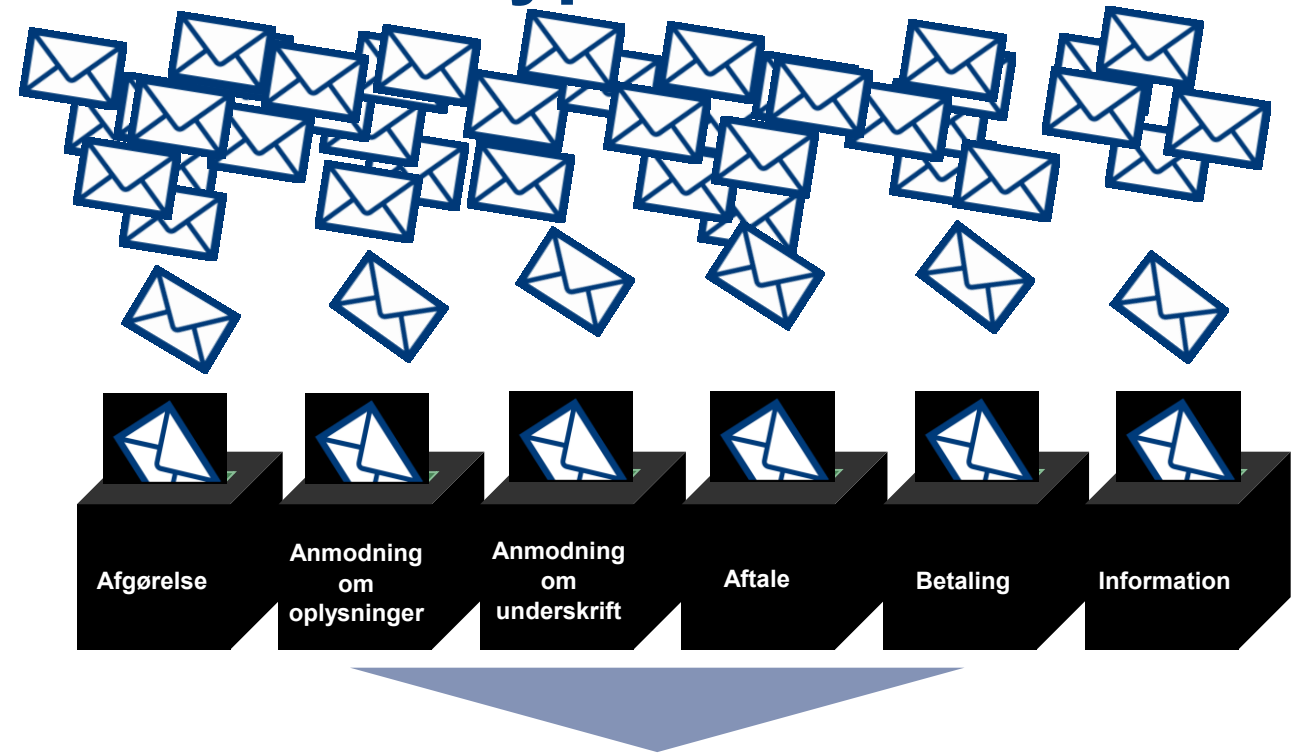 Afgørelse
Anmodning
om
oplysninger
Anmodning
om
underskrift
Aftale
Betaling
Information